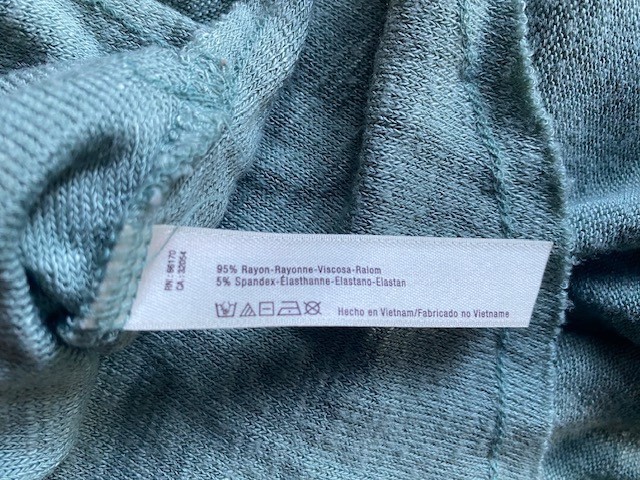 RN: 96170
CA: 32054
95% Rayon-Rayonne-Viscosa-Raiom
5% Spandex-Élasthanne-Elastano-Elastan
Hecho en Vietnam/Fabricado no Vietname